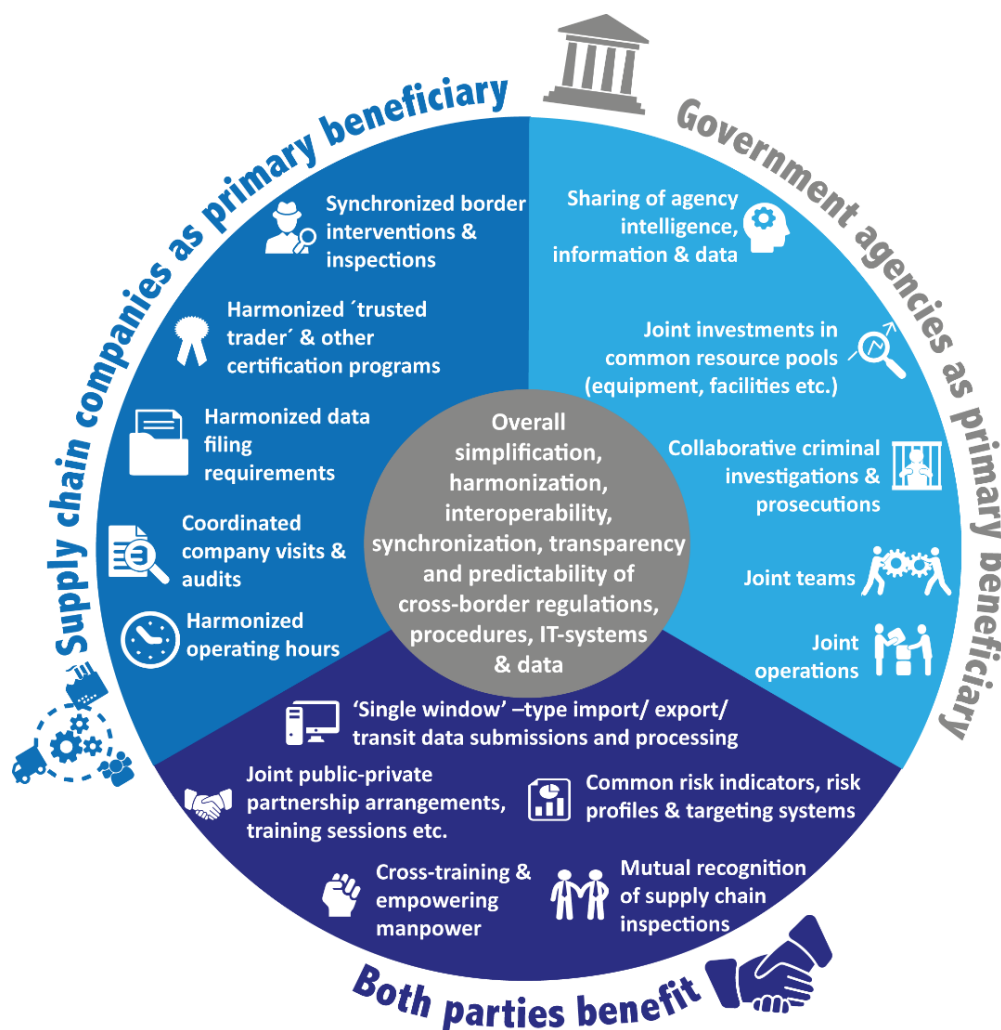 Supply chain companies as primary beneficiary
Synchronized border
interventions &
inspections
Harmonized ´trusted
trader´ & other
certification programs
Harmonized data
filing
requirements
Coordinated
company visits &
audits
Harmonized
operating hours
Government agencies as primary beneficiary
Sharing of agency
intelligence,
information & data
Joint investments in
common resource pools
(equipment, facilities etc.)
Collaborative criminal
investigations &
prosecutions
Joint teams
Joint
operations
Overall
simplification,
harmonization,
interoperability,
synchronization, transparency
and predictability of
cross-border regulations,
procedures, IT-systems
& data
‘Single window’ –type import/ export/
transit data submissions and processing
Joint public-private
partnership arrangements,
training sessions etc.
Common risk indicators, risk
profiles & targeting systems
Cross-training &
empowering
manpower
Mutual recognition
of supply chain
inspections
Both parties benefit